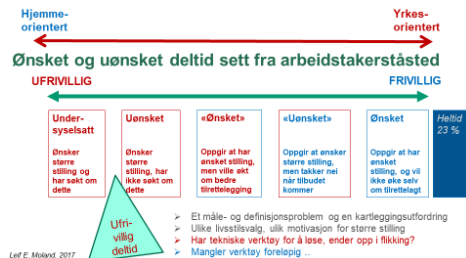 Hjemme-
orientert
Yrkes-
orientert
Ønsket og uønsket deltid sett fra arbeidstakerståsted
UFRIVILLIG
FRIVILLIG
Under-
syselsatt
Ønsker
større
stilling og
har søkt om
dette
Uønsket
Ønsker
større
stilling, har
ikke søkt om
dette
«Ønsket»
Oppgir at har
ønsket stilling,
men ville økt
om bedre
tilrettelegging
«Uønsket»
Oppgir at ønsker
større stilling,
men takker nei
når tilbudet
kommer
Ønsket
Oppgir at har
ønsket
stilling, og vil
ikke øke selv
om tilrettelagt
Heltid
23 %
Ufri-
villig
deltid
Et måle- og definisjonsproblem og en kartleggingsutfordring
Ulike livsstilsvalg, ulik motivasjon for større stilling
Har tekniske verktøy for å løse, ender opp i flikking?
Mangler verktøy foreløpig ..
Leif E. Moland, 2017